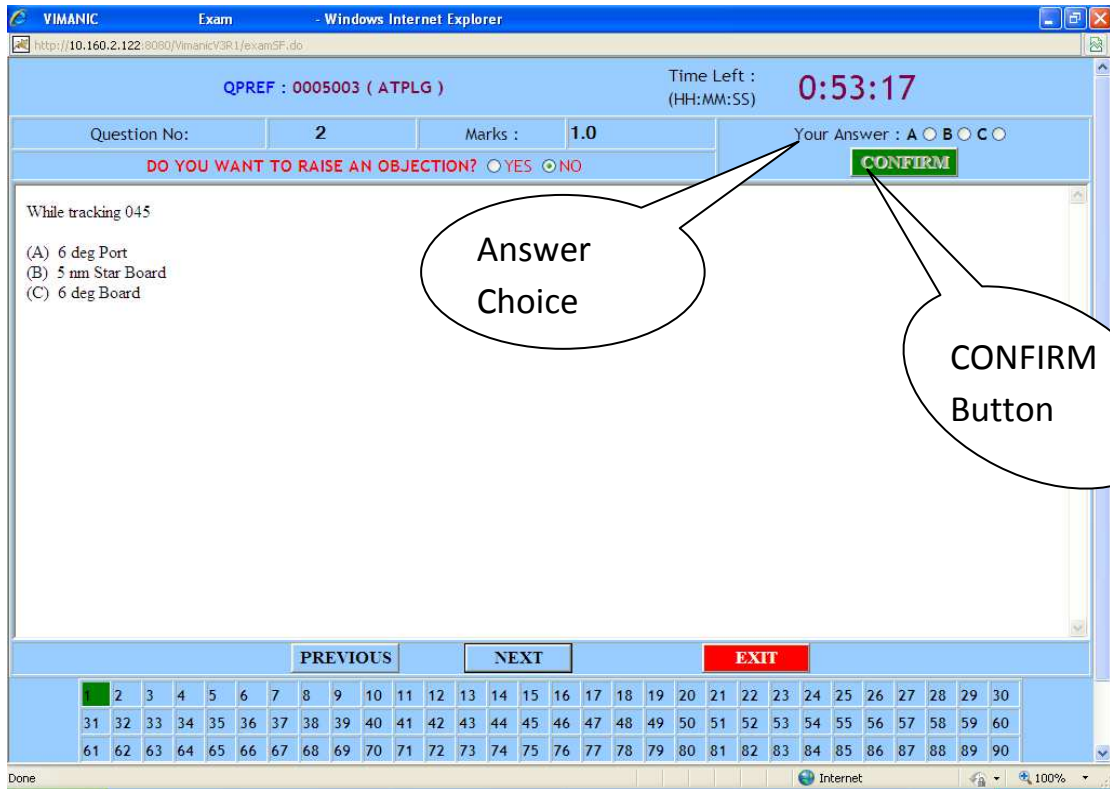 VIMANIC Exam - Windows Internet Explorer
http://10.160.2.122:8080/VimanicV3R1/examSF.do
QPREF : 0005003 ( ATPLG )
Time Left :
(HH:MM:SS)
0:53:17
Question No: 2 Marks : 1.0 Your Answer : A B C
DO YOU WANT TO RAISE AN OBJECTION? YES NO
CONFIRM
While tracking 045
(A) 6 deg Port
(B) 5 nm Star Board
(C) 6 deg Board
Answer
Choice
CONFIRM
Button
PREVIOUS NEXT EXIT
1 2 3 4 5 6 7 8 9 10 11 12 13 14 15 16 17 18 19 20 21 22 23 24 25 26 27 28 29 30
31 32 33 34 35 36 37 38 39 40 41 42 43 44 45 46 47 48 49 50 51 52 53 54 55 56 57 58 59 60
61 62 63 64 65 66 67 68 69 70 71 72 73 74 75 76 77 78 79 80 81 82 83 84 85 86 87 88 89 90
Done Internet 100%